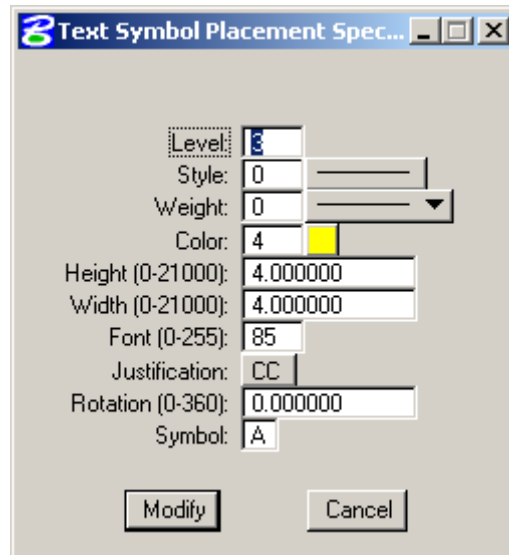 Text Symbol Placement Spec...
Level: 3
Style: 0
Weight: 0
Color: 4
Height (0-21000): 4.000000
Width (0-21000): 4.000000
Font (0-255): 85
Justification: CC
Rotation (0-360): 0.000000
Symbol: A
Modify Cancel